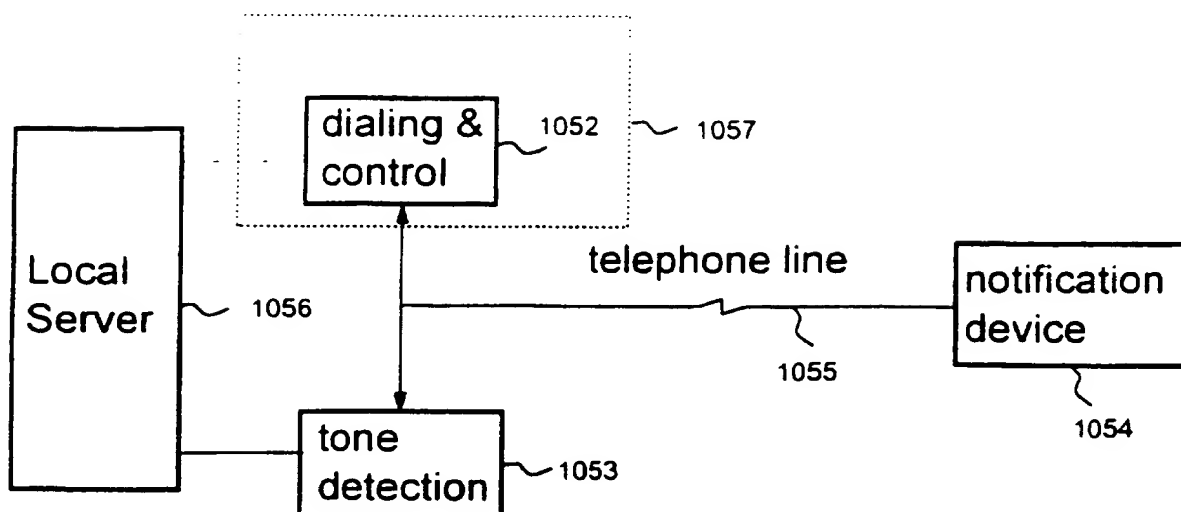 dialing &
control
1052
1057
Local
Server
1056
telephone line
1055
notification
device
1054
tone
detection
1053